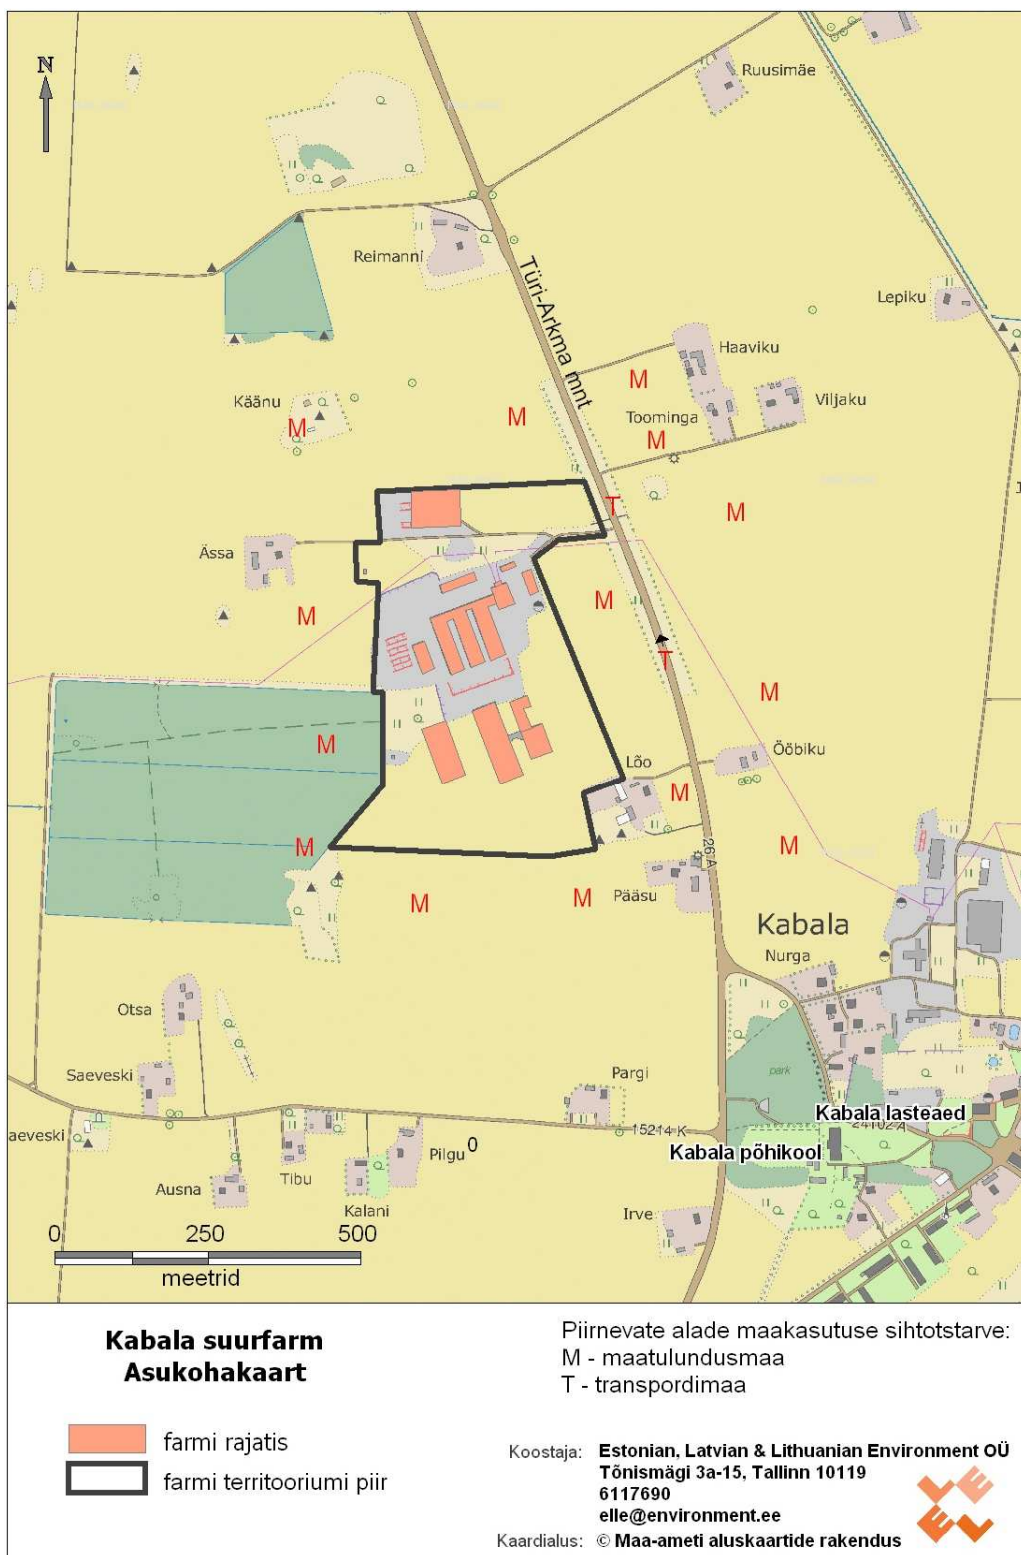 N
Ruusimäe
Reimanni
Türi-Arkma mnt
Lepiku
Haaviku
Käänu
M
M
M
Toominga
Viljaku
M
T
M
Ässa
M
M
T
M
M
Lõo
Ööbiku
M
M
M
26 A
Pääsu
M
M
Kabala
Nurga
Otsa
Saeveski
Pargi
park
Kabala lasteaed
24102 A
15214 K
aeveski
Pilgu
0
Kabala põhikool
Ausna
Tibu
Kalani
Irve
0 250 500
meetrid
Kabala suurfarm
Asukohakaart
farmi rajatis
farmi territooriumi piir
Piirnevate alade maakasutuse sihtotstarve:
M - maatulundusmaa
T - transpordimaa
Koostaja: Estonian, Latvian & Lithuanian Environment OÜ
Tõnismägi 3a-15, Tallinn 10119
6117690
elle@environment.ee
Kaardialus: © Maa-ameti aluskaartide rakendus